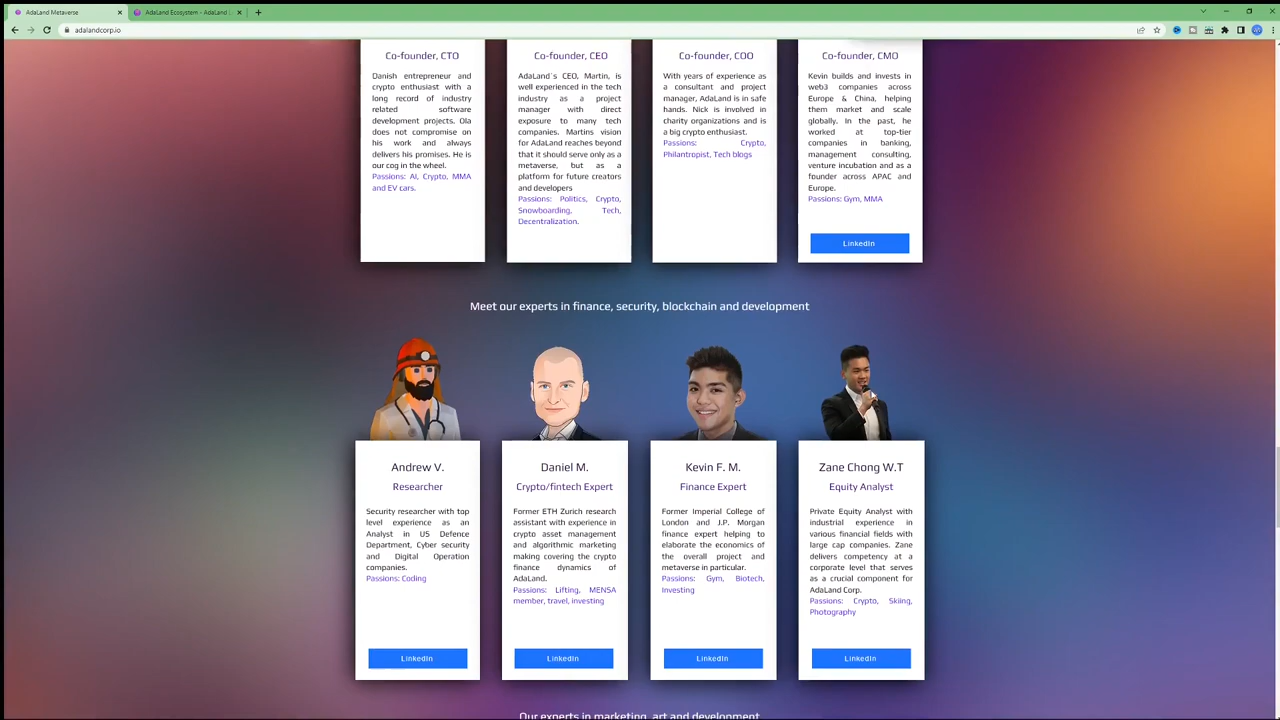 AdaLand Metaverse
AdaLand Ecosystem - AdaLand
adalandcorp.io
Co-founder, CTO
Danish entrepreneur and
crypto enthusiast with a
long record of industry
related software
development projects. Ola
does not compromise on
his work and always
delivers his promises. He is
our cog in the wheel.
Passions: AI, Crypto, MMA
and EV cars.
Co-founder, CEO
AdaLand´s CEO, Martin, is
well experienced in the tech
industry as a project
manager with direct
exposure to many tech
companies. Martins vision
for AdaLand reaches beyond
that it should serve only as a
metaverse, but as a
platform for future creators
and developers
Passions: Politics, Crypto,
Snowboarding, Tech,
Decentralization.
Co-founder, COO
With years of experience as
a consultant and project
manager, AdaLand is in safe
hands. Nick is involved in
charity organizations and is
a big crypto enthusiast.
Passions: Crypto,
Philantropist, Tech blogs
Co-founder, CMO
Kevin builds and invests in
web3 companies across
Europe & China, helping
them market and scale
globally. In the past, he
worked at top-tier
companies in banking,
management consulting,
venture incubation and as a
founder across APAC and
Europe.
Passions: Gym, MMA
LinkedIn
Meet our experts in finance, security, blockchain and development
Andrew V.
Researcher
Security researcher with top
level experience as an
Analyst in US Defence
Department, Cyber security
and Digital Operation
companies.
Passions: Coding
LinkedIn
Daniel M.
Crypto/fintech Expert
Former ETH Zurich research
assistant with experience in
crypto asset management
and algorithmic marketing
making covering the crypto
finance dynamics of
AdaLand.
Passions: Lifting, MENSA
member, travel, investing
LinkedIn
Kevin F. M.
Finance Expert
Former Imperial College of
London and J.P. Morgan
finance expert helping to
elaborate the economics of
the overall project and
metaverse in particular.
Passions: Gym, Biotech,
Investing
LinkedIn
Zane Chong W.T
Equity Analyst
Private Equity Analyst with
industrial experience in
various financial fields with
large cap companies. Zane
delivers competency at a
corporate level that serves
as a crucial component for
AdaLand Corp.
Passions: Crypto, Skiing,
Photography
LinkedIn
Our experts in marketing, art and development